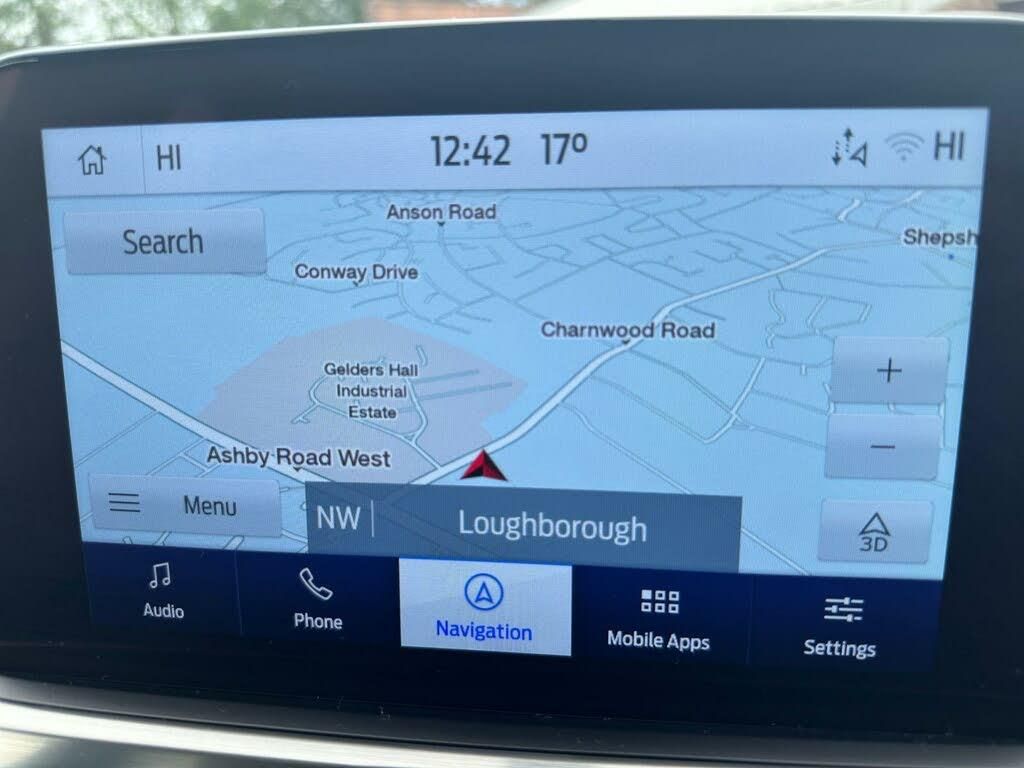 HI
12:42 17º
HI
Search
Anson Road
Shepsh
Conway Drive
Charnwood Road
+
Gelders Hall
Industrial
Estate
Ashby Road West
−
Menu
NW
Loughborough
3D
Audio
Phone
Navigation
Mobile Apps
Settings